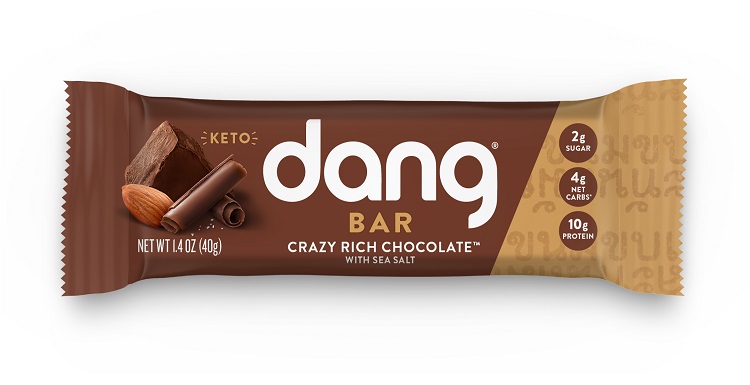 KETO
dang®
BAR
CRAZY RICH CHOCOLATE™
WITH SEA SALT
NET WT 1.4 OZ (40g)
2g
SUGAR
4g
NET
CARBS*
10g
PROTEIN